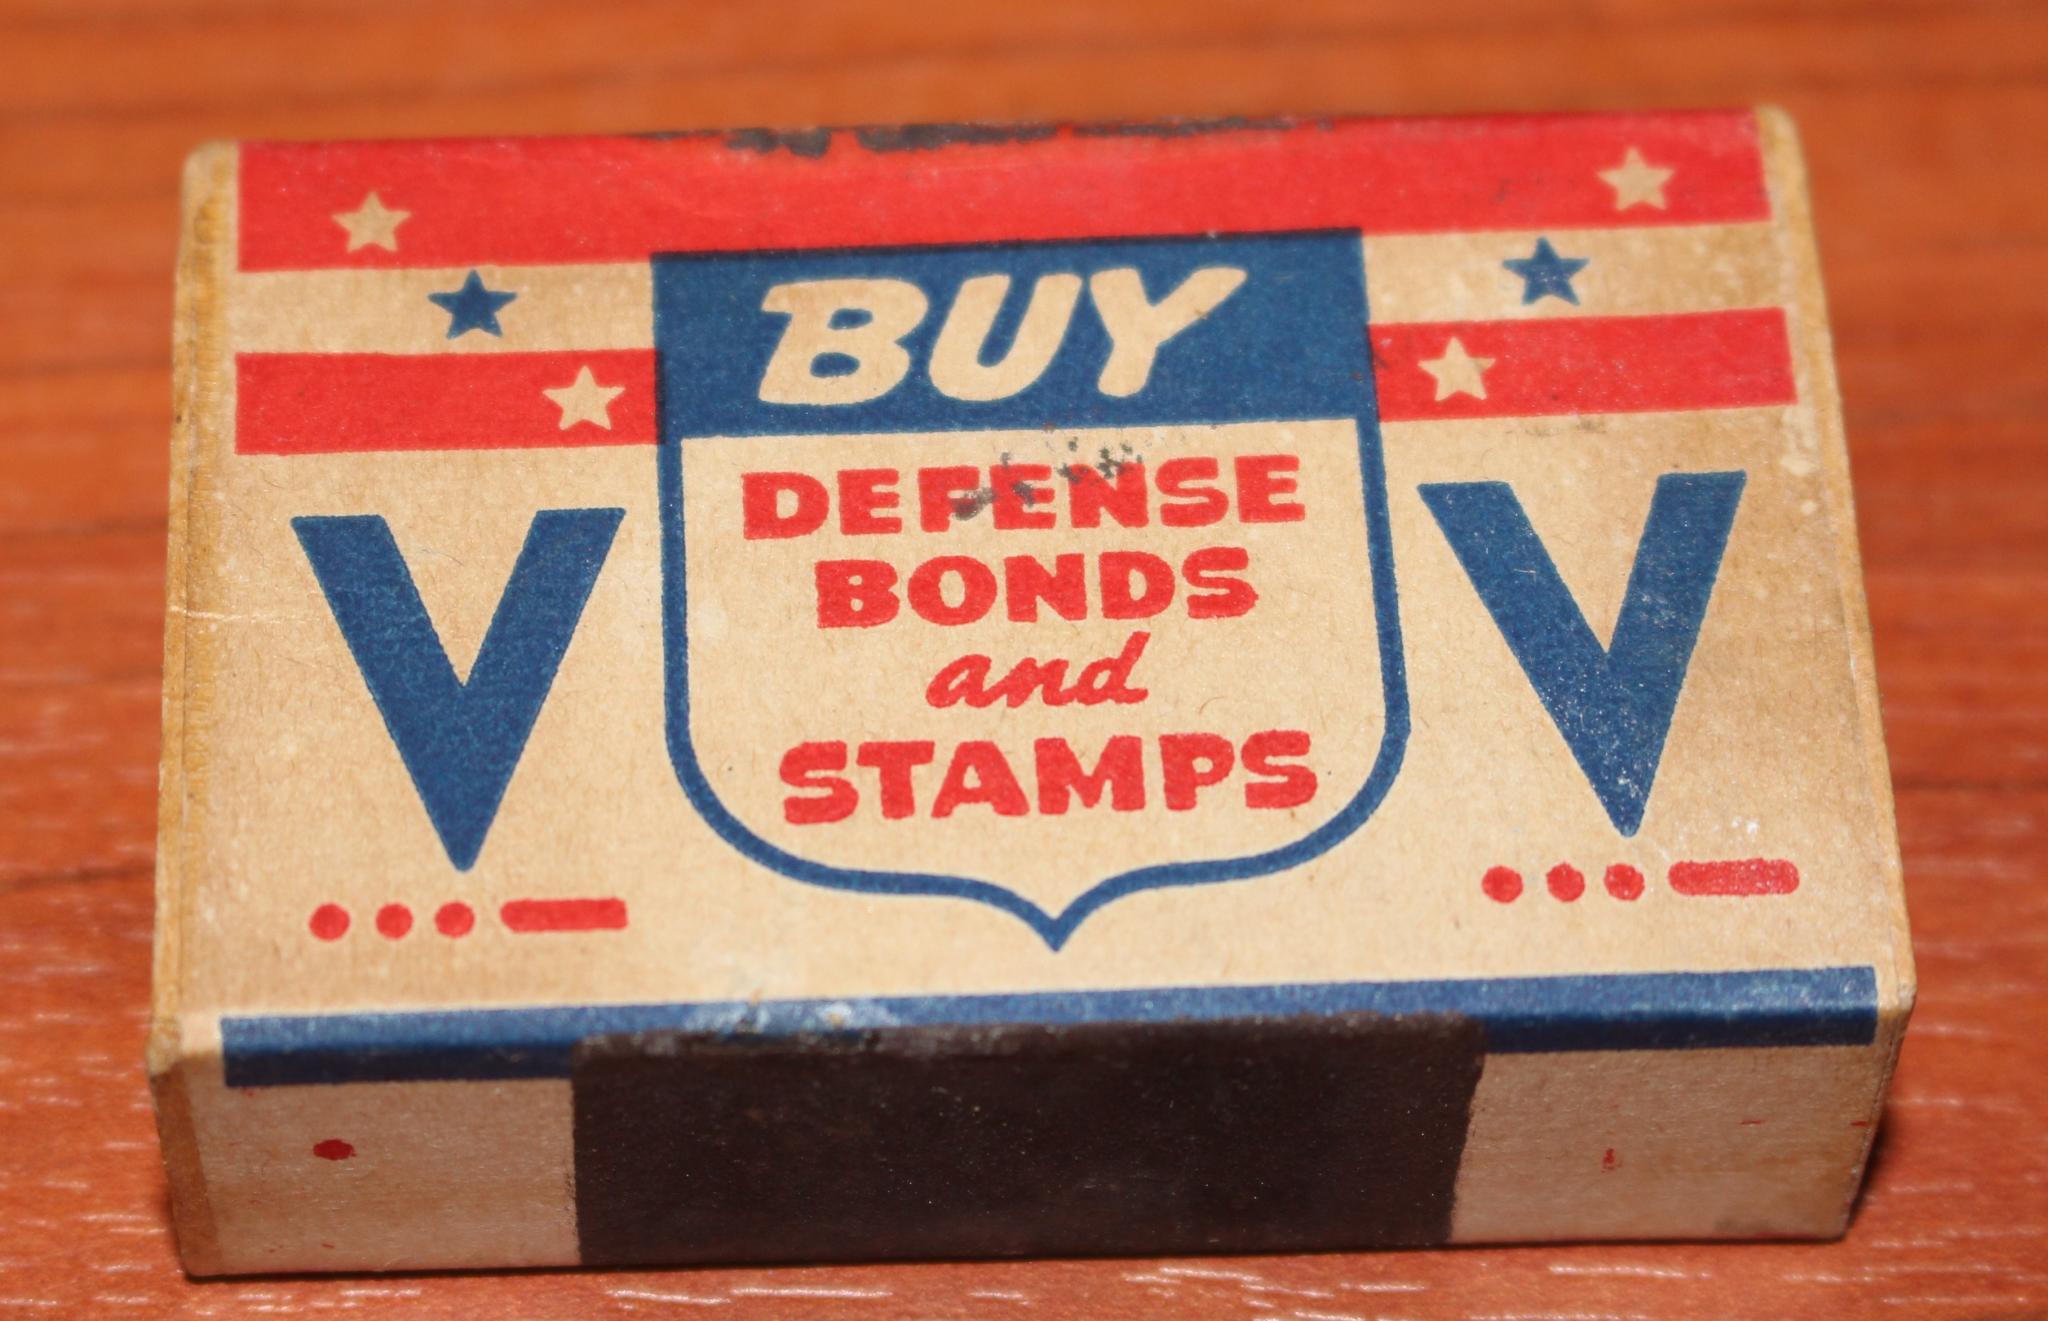 BUY
DEFENSE
BONDS
and
STAMPS
V V